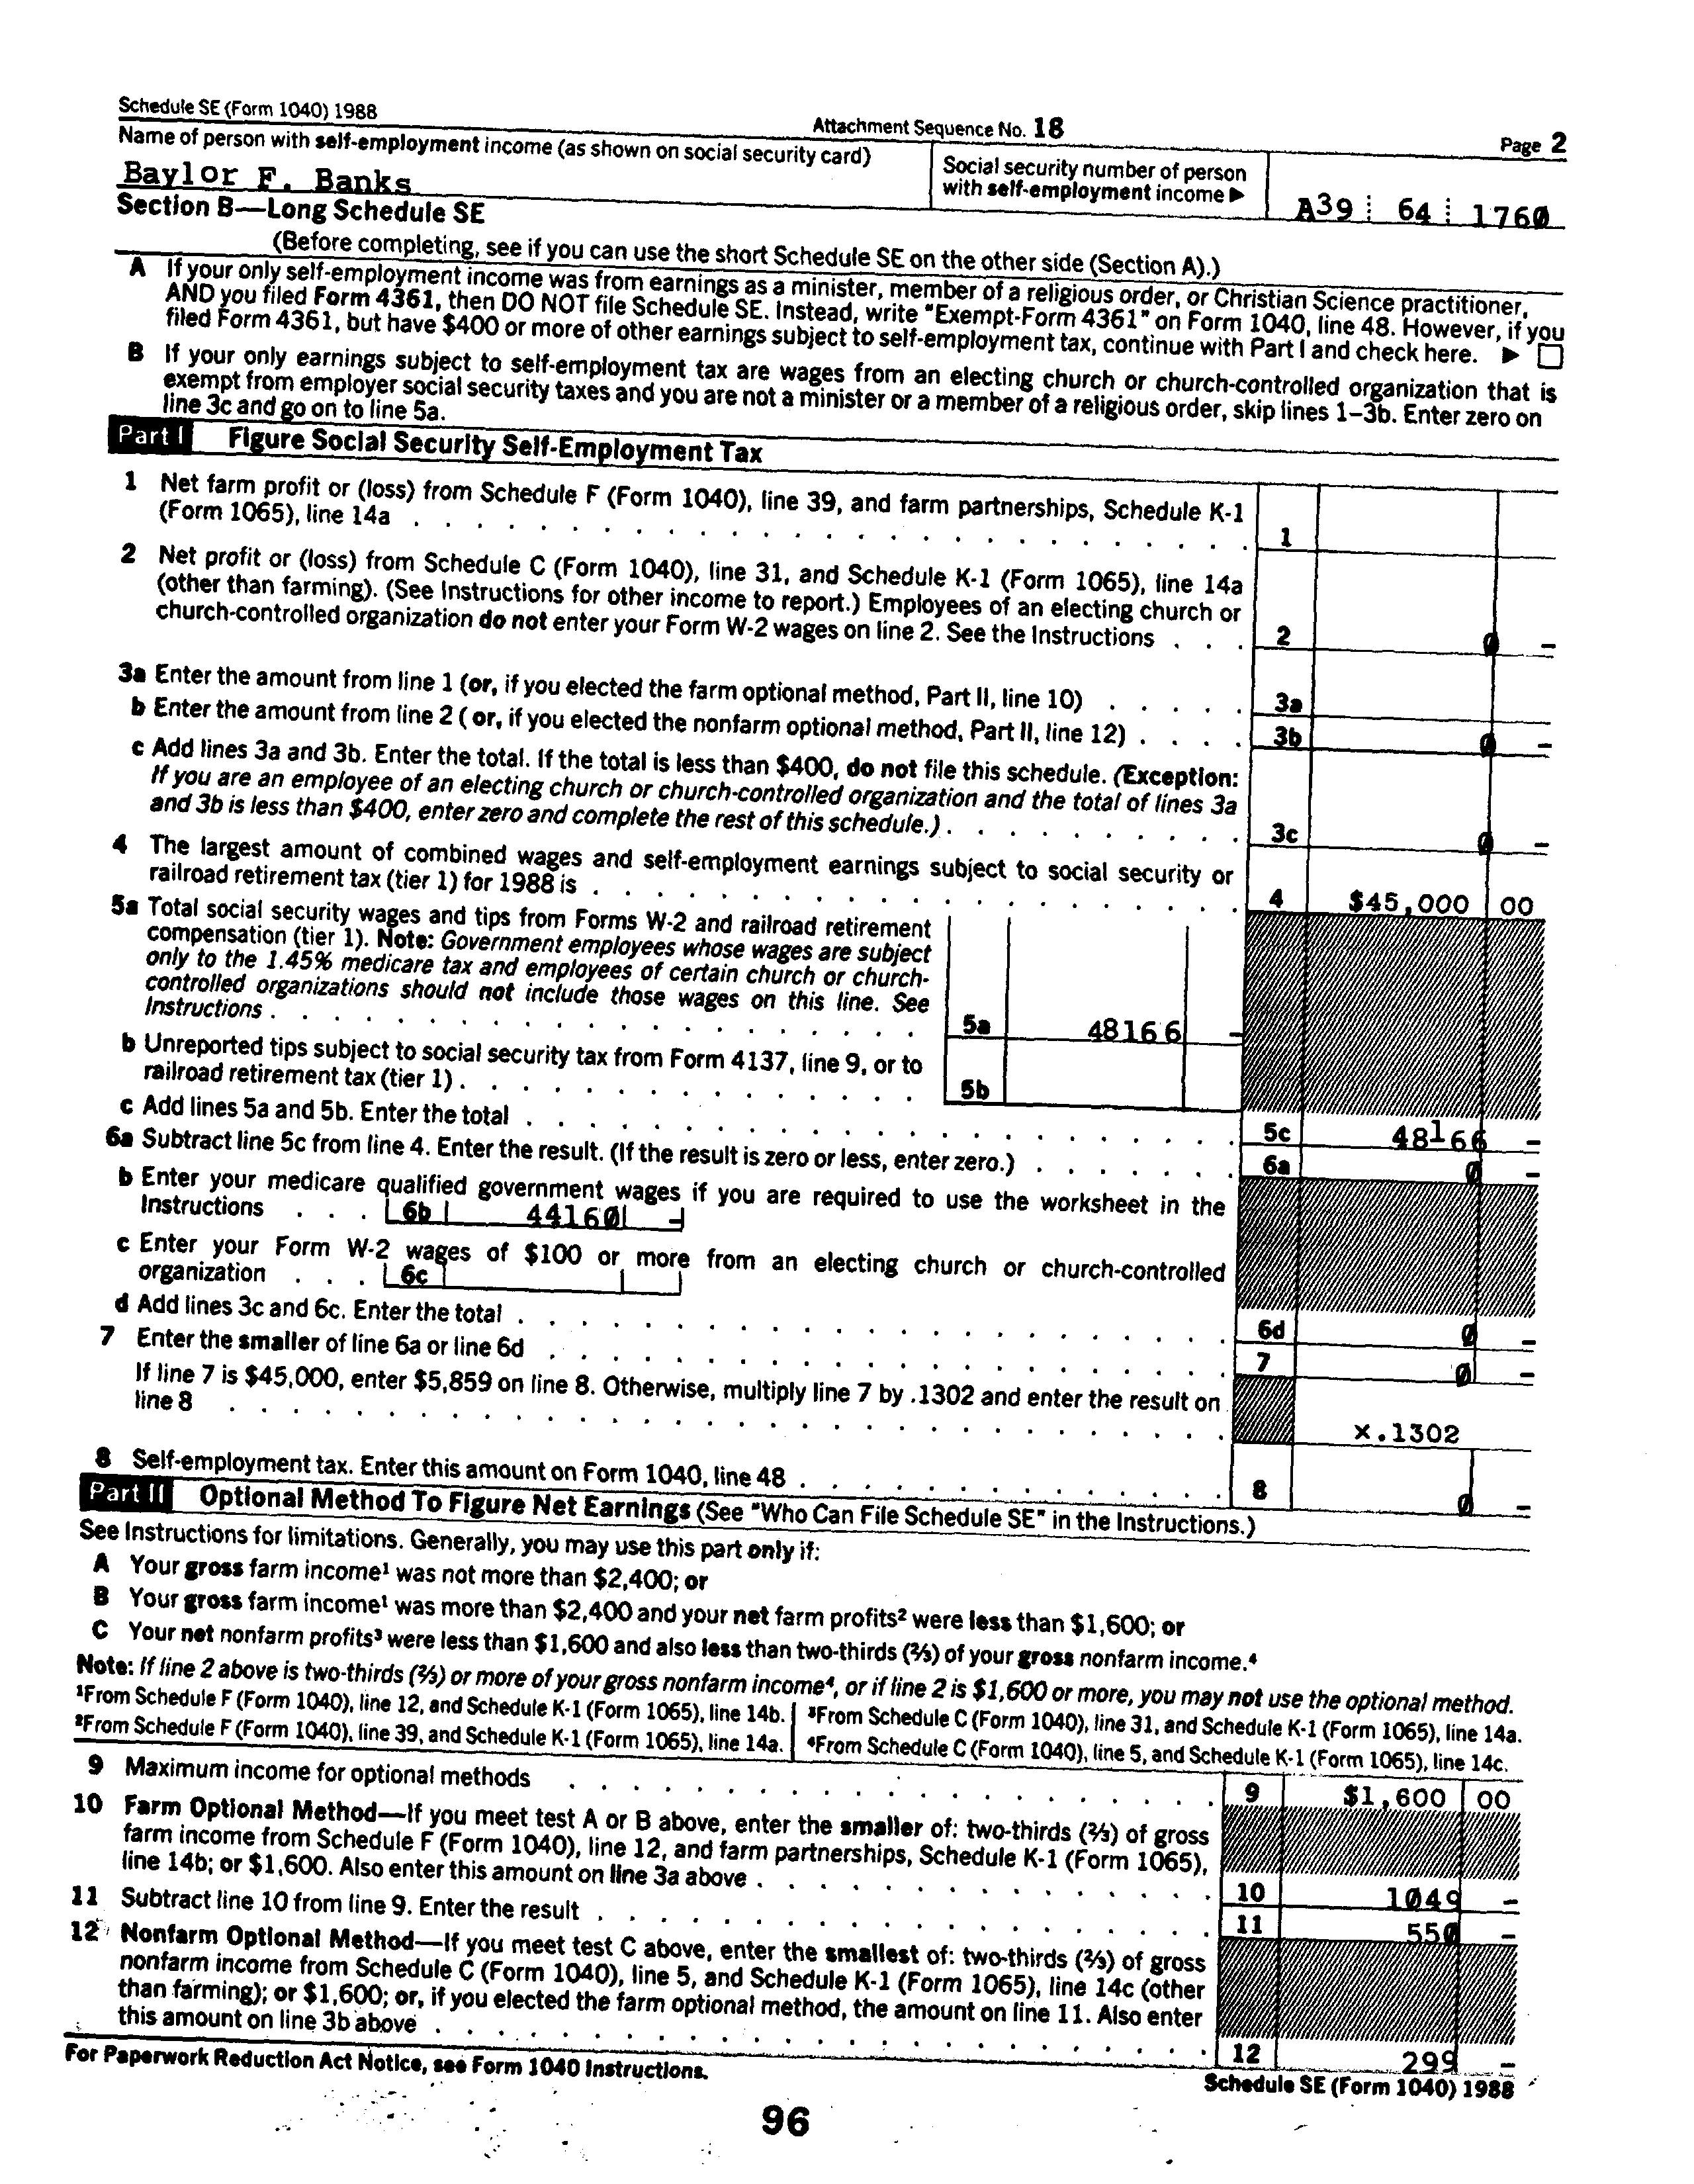 Schedule SE (Form 1040) 1988 Attachment Sequence No. 18 Page 2
Name of person with self-employment income (as shown on social security card)
Social security number of person
with self-employment income ▶
Baylor F. Banks
A39 64 1760
Section B—Long Schedule SE
(Before completing, see if you can use the short Schedule SE on the other side (Section A).)
A If your only self-employment income was from earnings as a minister, member of a religious order, or Christian Science practitioner,
AND you filed Form 4361, then DO NOT file Schedule SE. Instead, write "Exempt-Form 4361" on Form 1040, line 48. However, if you
filed Form 4361, but have $400 or more of other earnings subject to self-employment tax, continue with Part I and check here. ▶ ☐
B If your only earnings subject to self-employment tax are wages from an electing church or church-controlled organization that is
exempt from employer social security taxes and you are not a minister or a member of a religious order, skip lines 1–3b. Enter zero on
line 3c and go on to line 5a.
Part I Figure Social Security Self-Employment Tax
1 Net farm profit or (loss) from Schedule F (Form 1040), line 39, and farm partnerships, Schedule K-1
(Form 1065), line 14a . . . 1
2 Net profit or (loss) from Schedule C (Form 1040), line 31, and Schedule K-1 (Form 1065), line 14a
(other than farming). (See Instructions for other income to report.) Employees of an electing church or
church-controlled organization do not enter your Form W-2 wages on line 2. See the Instructions . . . 2 0 –
3a Enter the amount from line 1 (or, if you elected the farm optional method, Part II, line 10) . . . 3a
b Enter the amount from line 2 ( or, if you elected the nonfarm optional method, Part II, line 12) . . . 3b 0 –
c Add lines 3a and 3b. Enter the total. If the total is less than $400, do not file this schedule. (Exception:
If you are an employee of an electing church or church-controlled organization and the total of lines 3a
and 3b is less than $400, enter zero and complete the rest of this schedule.) . . . 3c 0 –
4 The largest amount of combined wages and self-employment earnings subject to social security or
railroad retirement tax (tier 1) for 1988 is . . . 4 $45,000 00
5a Total social security wages and tips from Forms W-2 and railroad retirement
compensation (tier 1). Note: Government employees whose wages are subject
only to the 1.45% medicare tax and employees of certain church or church-
controlled organizations should not include those wages on this line. See
Instructions . . . 5a 48166 –
b Unreported tips subject to social security tax from Form 4137, line 9, or to
railroad retirement tax (tier 1) . . . 5b
c Add lines 5a and 5b. Enter the total . . . 5c 48166 –
6a Subtract line 5c from line 4. Enter the result. (If the result is zero or less, enter zero.) . . . 6a 0 –
b Enter your medicare qualified government wages if you are required to use the worksheet in the
Instructions . . . 6b 44160 –
c Enter your Form W-2 wages of $100 or more from an electing church or church-controlled
organization . . . 6c
d Add lines 3c and 6c. Enter the total . . . 6d 0 –
7 Enter the smaller of line 6a or line 6d . . . 7 0 –
If line 7 is $45,000, enter $5,859 on line 8. Otherwise, multiply line 7 by .1302 and enter the result on
line 8 . . . x.1302
8 Self-employment tax. Enter this amount on Form 1040, line 48 . . . 8 0 –
Part II Optional Method To Figure Net Earnings (See "Who Can File Schedule SE" in the Instructions.)
See Instructions for limitations. Generally, you may use this part only if:
A Your gross farm income¹ was not more than $2,400; or
B Your gross farm income¹ was more than $2,400 and your net farm profits² were less than $1,600; or
C Your net nonfarm profits³ were less than $1,600 and also less than two-thirds (⅔) of your gross nonfarm income.⁴
Note: If line 2 above is two-thirds (⅔) or more of your gross nonfarm income⁴, or if line 2 is $1,600 or more, you may not use the optional method.
¹From Schedule F (Form 1040), line 12, and Schedule K-1 (Form 1065), line 14b.
²From Schedule F (Form 1040), line 39, and Schedule K-1 (Form 1065), line 14a.
³From Schedule C (Form 1040), line 31, and Schedule K-1 (Form 1065), line 14a.
⁴From Schedule C (Form 1040), line 5, and Schedule K-1 (Form 1065), line 14c.
9 Maximum income for optional methods . . . 9 $1,600 00
10 Farm Optional Method—If you meet test A or B above, enter the smaller of: two-thirds (⅔) of gross
farm income from Schedule F (Form 1040), line 12, and farm partnerships, Schedule K-1 (Form 1065),
line 14b; or $1,600. Also enter this amount on line 3a above . . . 10 1049 –
11 Subtract line 10 from line 9. Enter the result . . . 11 550 –
12 Nonfarm Optional Method—If you meet test C above, enter the smallest of: two-thirds (⅔) of gross
nonfarm income from Schedule C (Form 1040), line 5, and Schedule K-1 (Form 1065), line 14c (other
than farming); or $1,600; or, if you elected the farm optional method, the amount on line 11. Also enter
this amount on line 3b above . . . 12 299 –
For Paperwork Reduction Act Notice, see Form 1040 Instructions.
Schedule SE (Form 1040) 1988
96